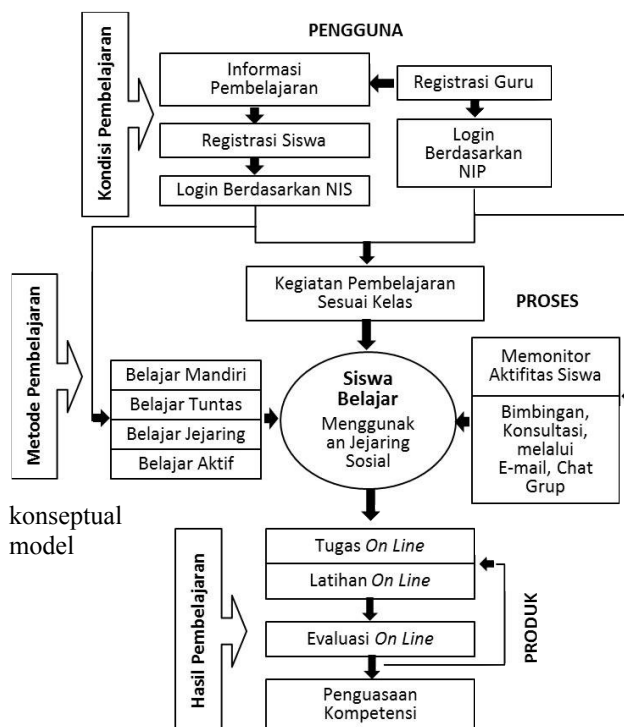 PENGGUNA
Kondisi Pembelajaran
Informasi
Pembelajaran
Registrasi Guru
Registrasi Siswa
Login
Berdasarkan
NIP
Login Berdasarkan NIS
Kegiatan Pembelajaran
Sesuai Kelas
PROSES
Metode Pembelajaran
Belajar Mandiri
Belajar Tuntas
Belajar Jejaring
Belajar Aktif
Siswa
Belajar
Menggunak
an Jejaring
Sosial
Memonitor
Aktifitas Siswa
Bimbingan,
Konsultasi,
melalui
E-mail, Chat
Grup
konseptual
model
Hasil Pembelajaran
Tugas On Line
Latihan On Line
Evaluasi On Line
PRODUK
Penguasaan
Kompetensi